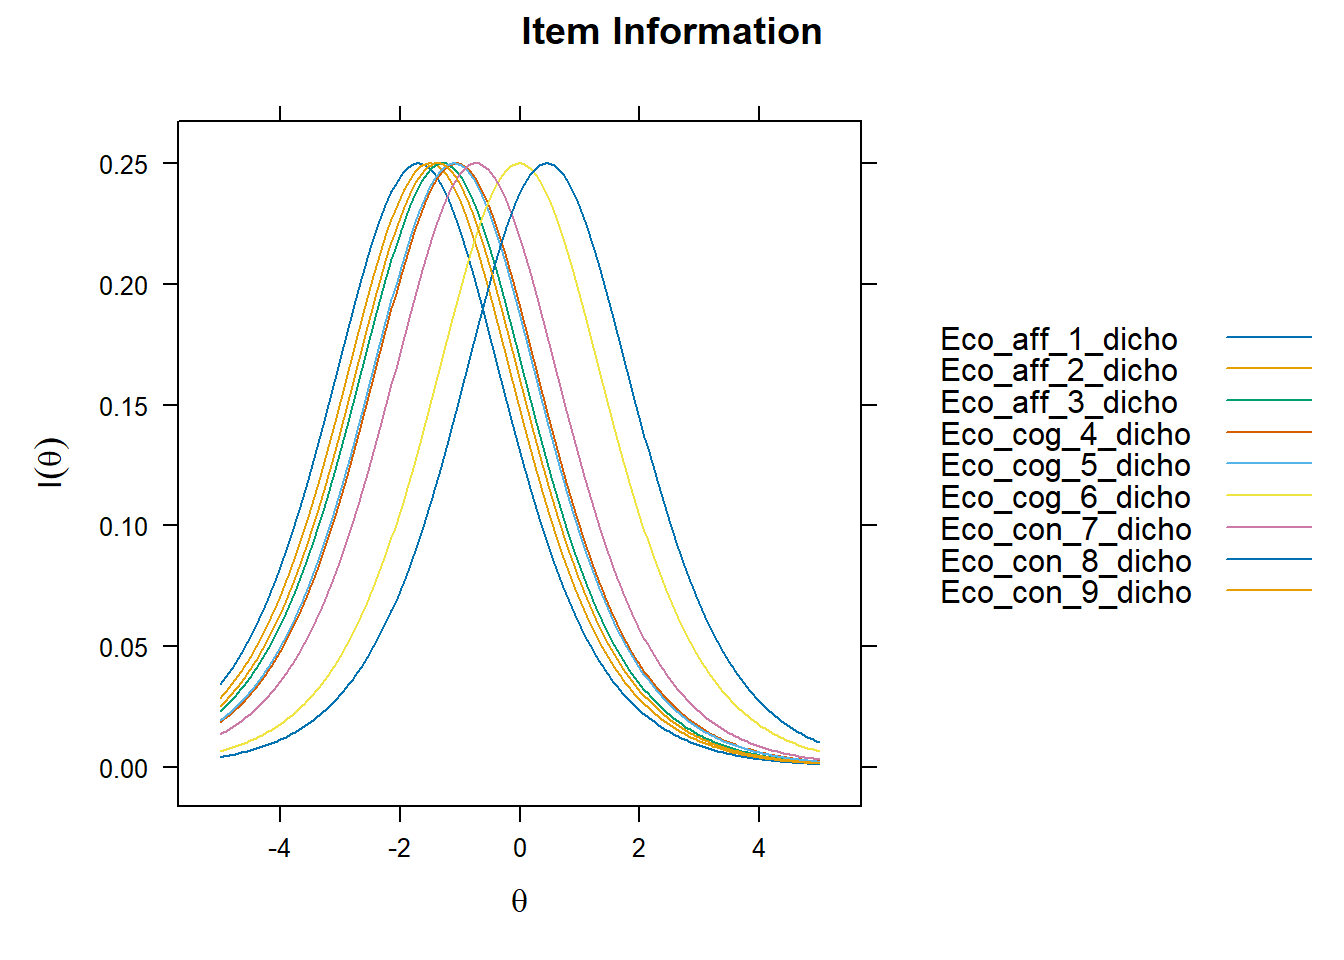 Item Information
I(θ)
0.25
0.20
0.15
0.10
0.05
0.00
-4 -2 0 2 4
θ
Eco_aff_1_dicho
Eco_aff_2_dicho
Eco_aff_3_dicho
Eco_cog_4_dicho
Eco_cog_5_dicho
Eco_cog_6_dicho
Eco_con_7_dicho
Eco_con_8_dicho
Eco_con_9_dicho